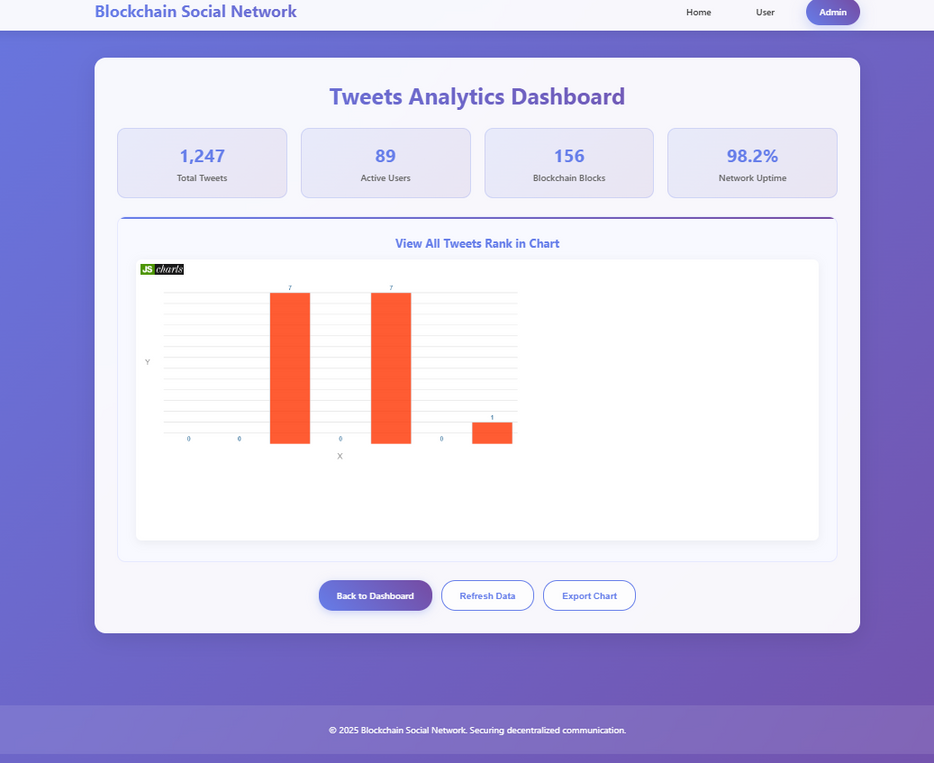 Blockchain Social Network
Home User Admin
Tweets Analytics Dashboard
1,247 89 156 98.2%
Total Tweets Active Users Blockchain Blocks Network Uptime
View All Tweets Rank in Chart
JS charts
7 7
Y
1
0 0 0 0
X
Back to Dashboard Refresh Data Export Chart
© 2025 Blockchain Social Network. Securing decentralized communication.